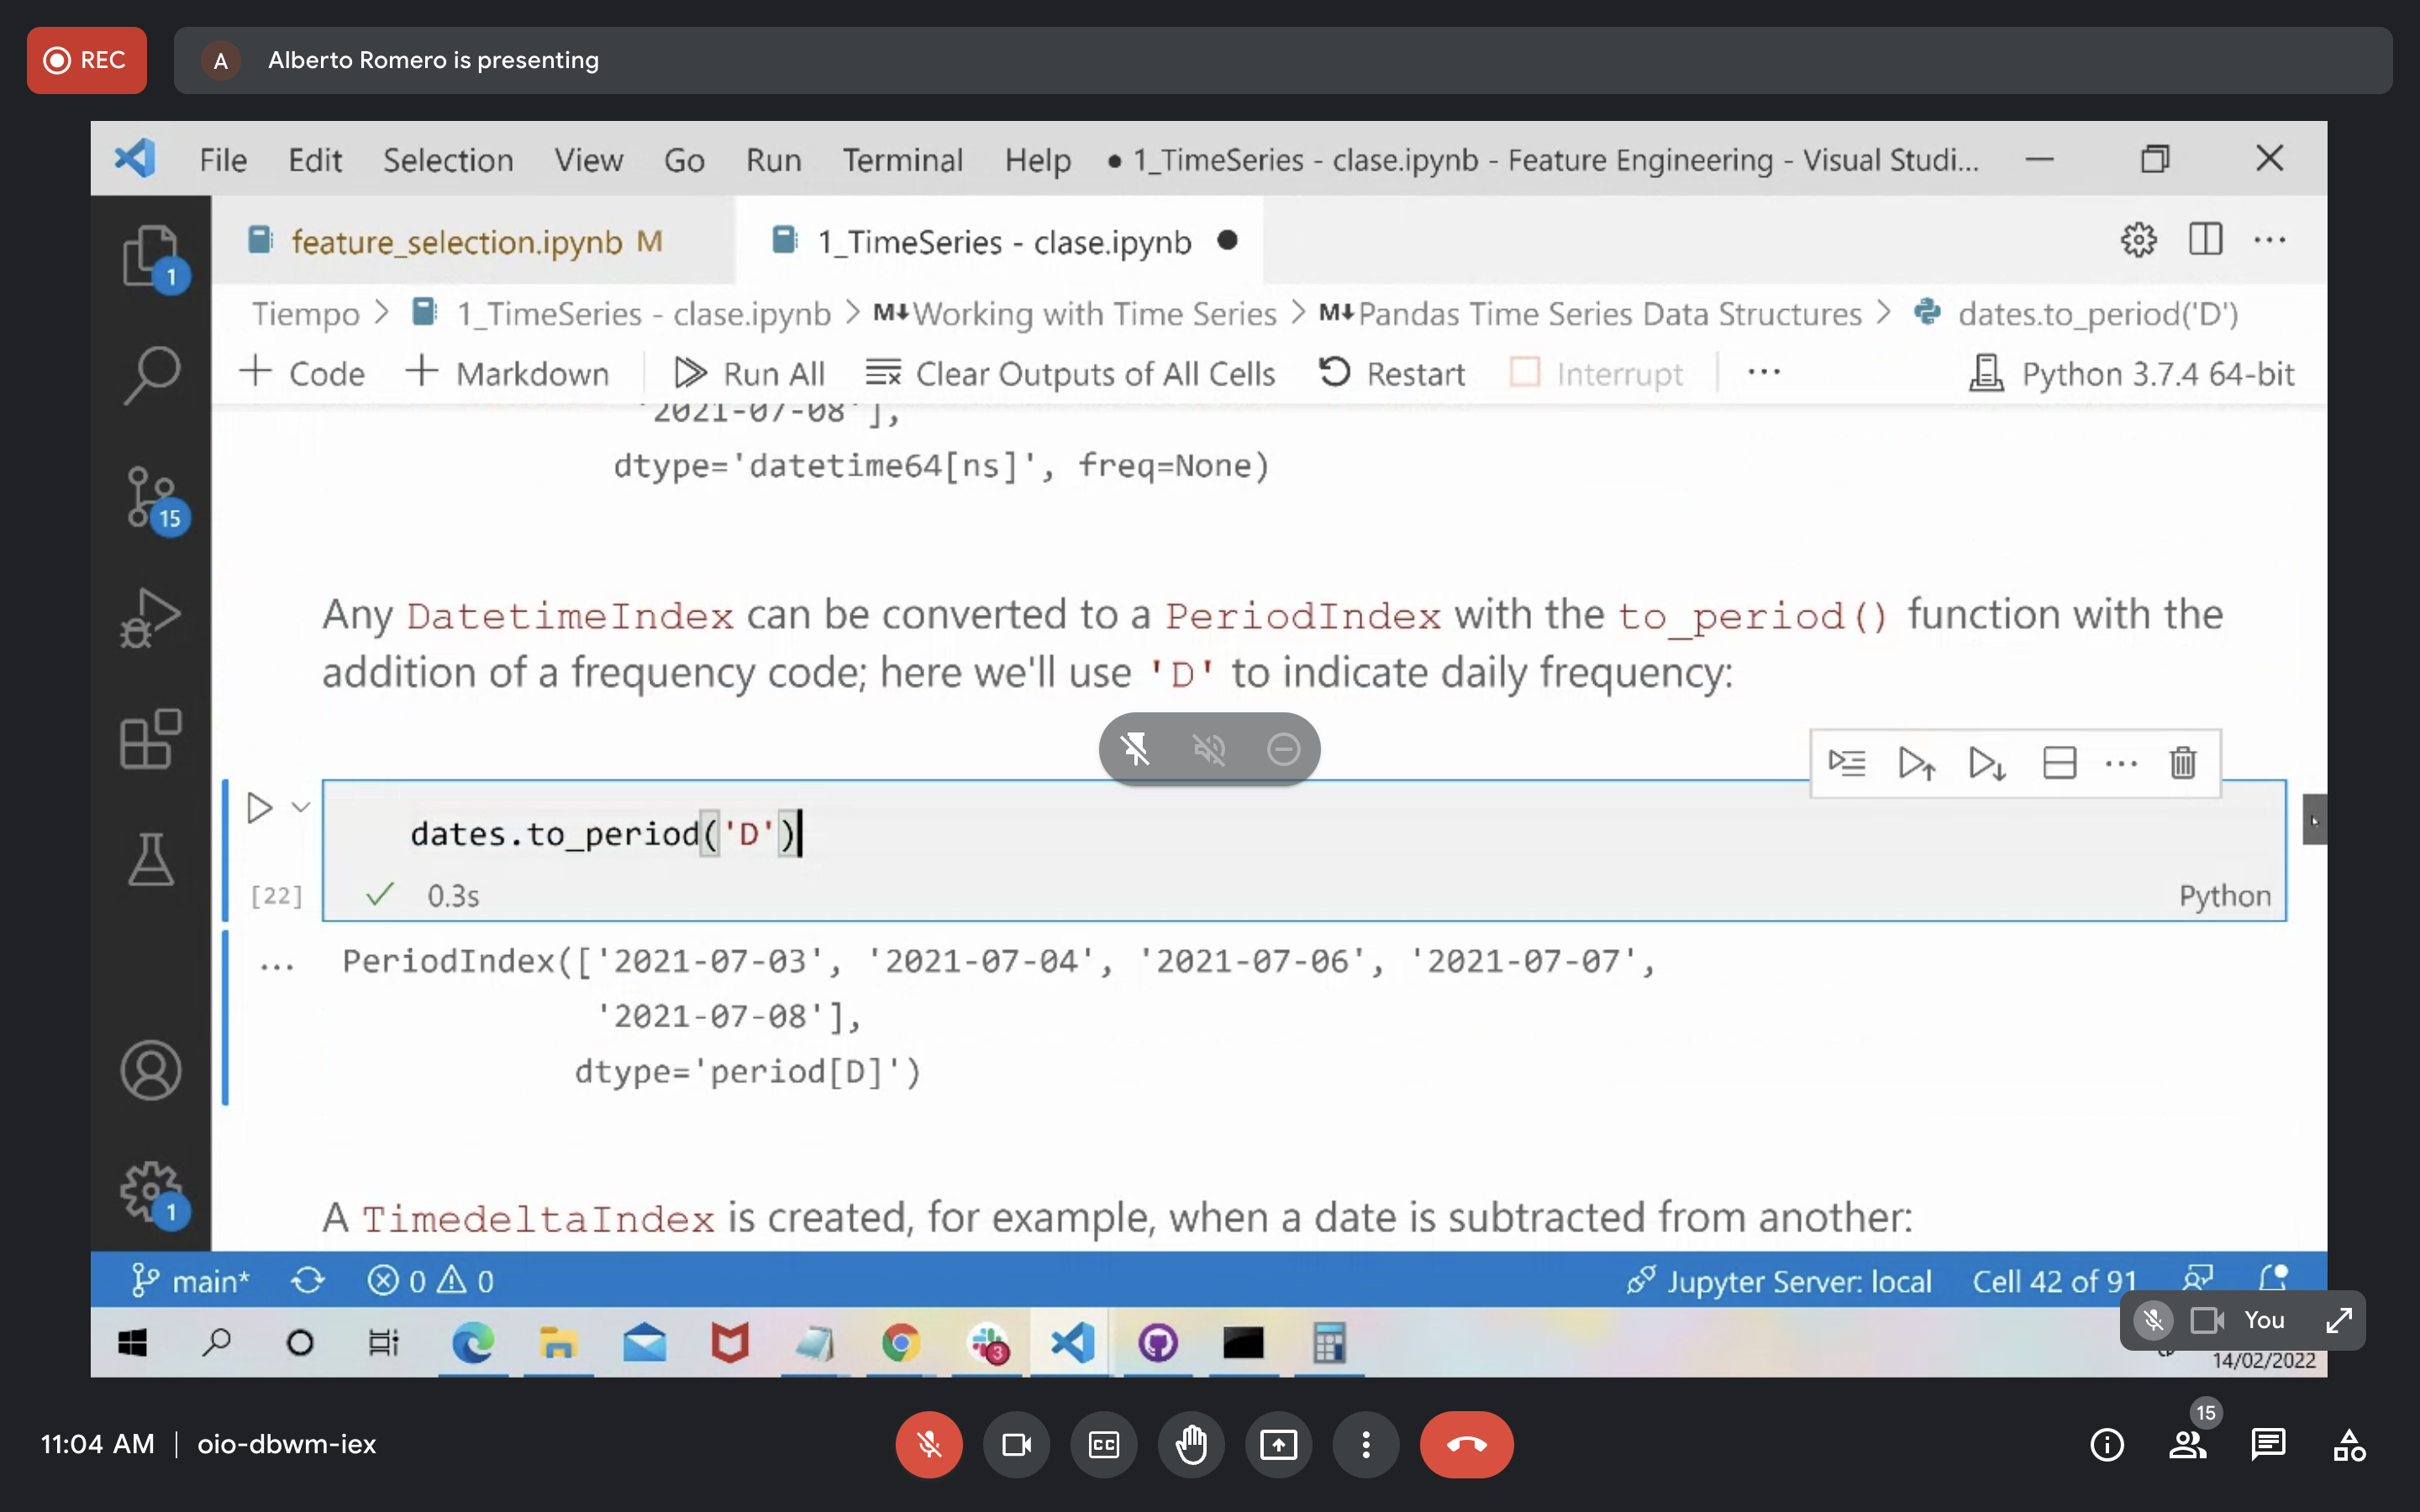 REC
A Alberto Romero is presenting
File Edit Selection View Go Run Terminal Help ● 1_TimeSeries - clase.ipynb - Feature Engineering - Visual Studi...
feature_selection.ipynb M 1_TimeSeries - clase.ipynb
1
Tiempo > 1_TimeSeries - clase.ipynb > M↓Working with Time Series > M↓Pandas Time Series Data Structures > dates.to_period('D')
+ Code + Markdown Run All Clear Outputs of All Cells Restart Interrupt ... Python 3.7.4 64-bit
'2021-07-08'],
dtype='datetime64[ns]', freq=None)
15
Any DatetimeIndex can be converted to a PeriodIndex with the to_period() function with the
addition of a frequency code; here we'll use 'D' to indicate daily frequency:
dates.to_period('D')
[22] 0.3s Python
... PeriodIndex(['2021-07-03', '2021-07-04', '2021-07-06', '2021-07-07',
'2021-07-08'],
dtype='period[D]')
1
A TimedeltaIndex is created, for example, when a date is subtracted from another:
main* 0 0 Jupyter Server: local Cell 42 of 91
You
3
14/02/2022
15
11:04 AM | oio-dbwm-iex
CC